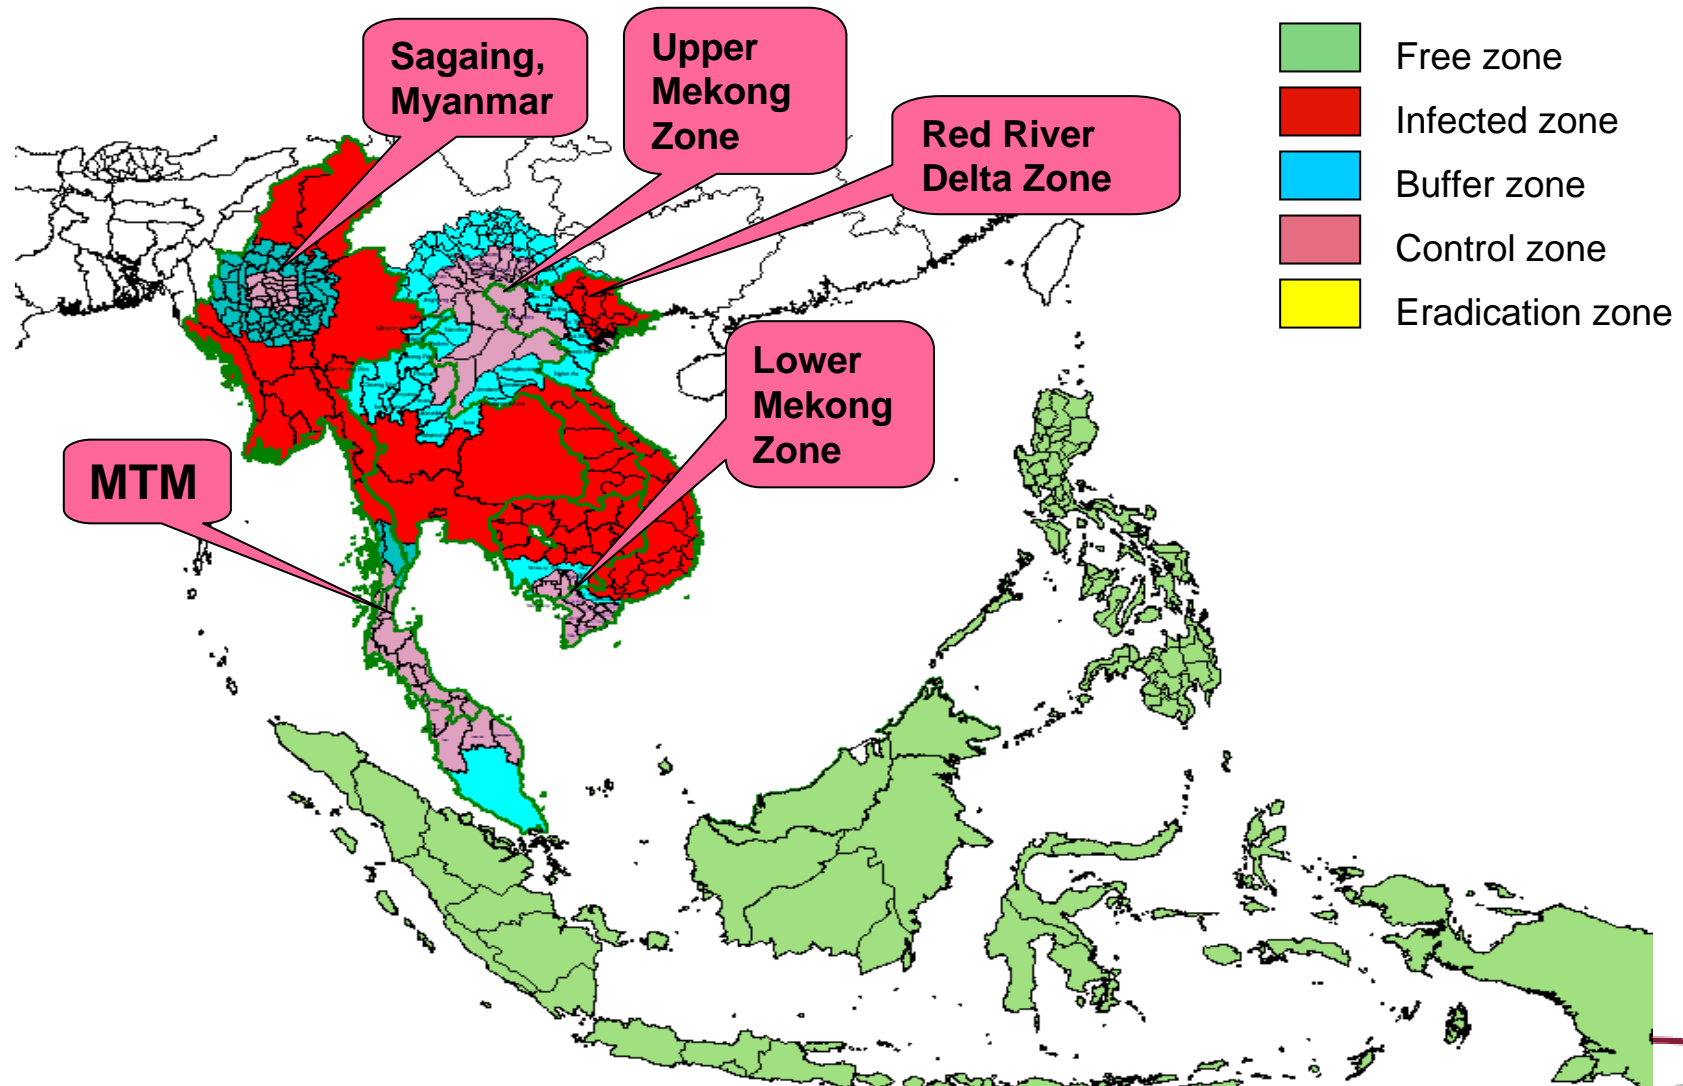 Sagaing,
Myanmar
Upper
Mekong
Zone
Red River
Delta Zone
Lower
Mekong
Zone
MTM
Free zone
Infected zone
Buffer zone
Control zone
Eradication zone